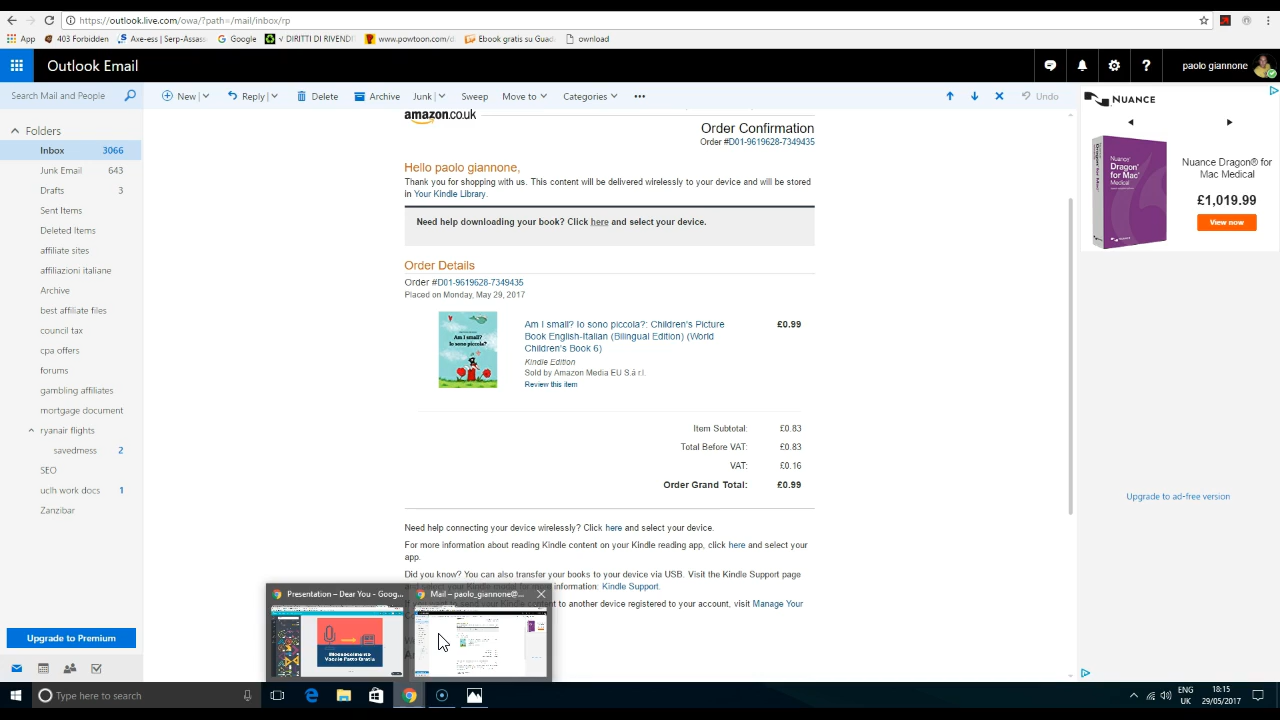 https://outlook.live.com/owa/?path=/mail/inbox/rp
App
403 Forbidden
Axe-ess | Serp-Assass
Google
√ DIRITTI DI RIVENDI
www.powtoon.com/d
Ebook gratis su Guad
ownload
Outlook Email
paolo giannone
Search Mail and People
New
Reply
Delete
Archive
Junk
Sweep
Move to
Categories
Undo
Folders
Inbox 3066
Junk Email 643
Drafts 3
Sent Items
Deleted Items
affiliate sites
affiliazioni italiane
Archive
best affiliate files
council tax
cpa offers
forums
gambling affiliates
mortgage document
ryanair flights
savedmess 2
SEO
uclh work docs 1
Zanzibar
Upgrade to Premium
amazon.co.uk
Order Confirmation
Order #D01-9619628-7349435
Hello paolo giannone,
Thank you for shopping with us. This content will be delivered wirelessly to your device and will be stored
in Your Kindle Library.
Need help downloading your book? Click here and select your device.
Order Details
Order #D01-9619628-7349435
Placed on Monday, May 29, 2017
Am I small? Io sono piccola?
Am I small? Io sono piccola?: Children's Picture £0.99
Book English-Italian (Bilingual Edition) (World
Children's Book 6)
Kindle Edition
Sold by Amazon Media EU S.à r.l.
Review this item
Item Subtotal: £0.83
Total Before VAT: £0.83
VAT: £0.16
Order Grand Total: £0.99
Need help connecting your device wirelessly? Click here and select your device.
For more information about reading Kindle content on your Kindle reading app, click here and select your
app.
Did you know? You can also transfer your books to your device via USB. Visit the Kindle Support page
information: Kindle Support.
content to another device registered to your account, visit Manage Your
Presentation – Dear You - Goog...
Mail – paolo_giannone@...
Riconoscimento
Vocale Fatto Gratis
NUANCE
Nuance Dragon® for
Mac Medical
£1,019.99
View now
Upgrade to ad-free version
Type here to search
ENG
UK
18:15
29/05/2017